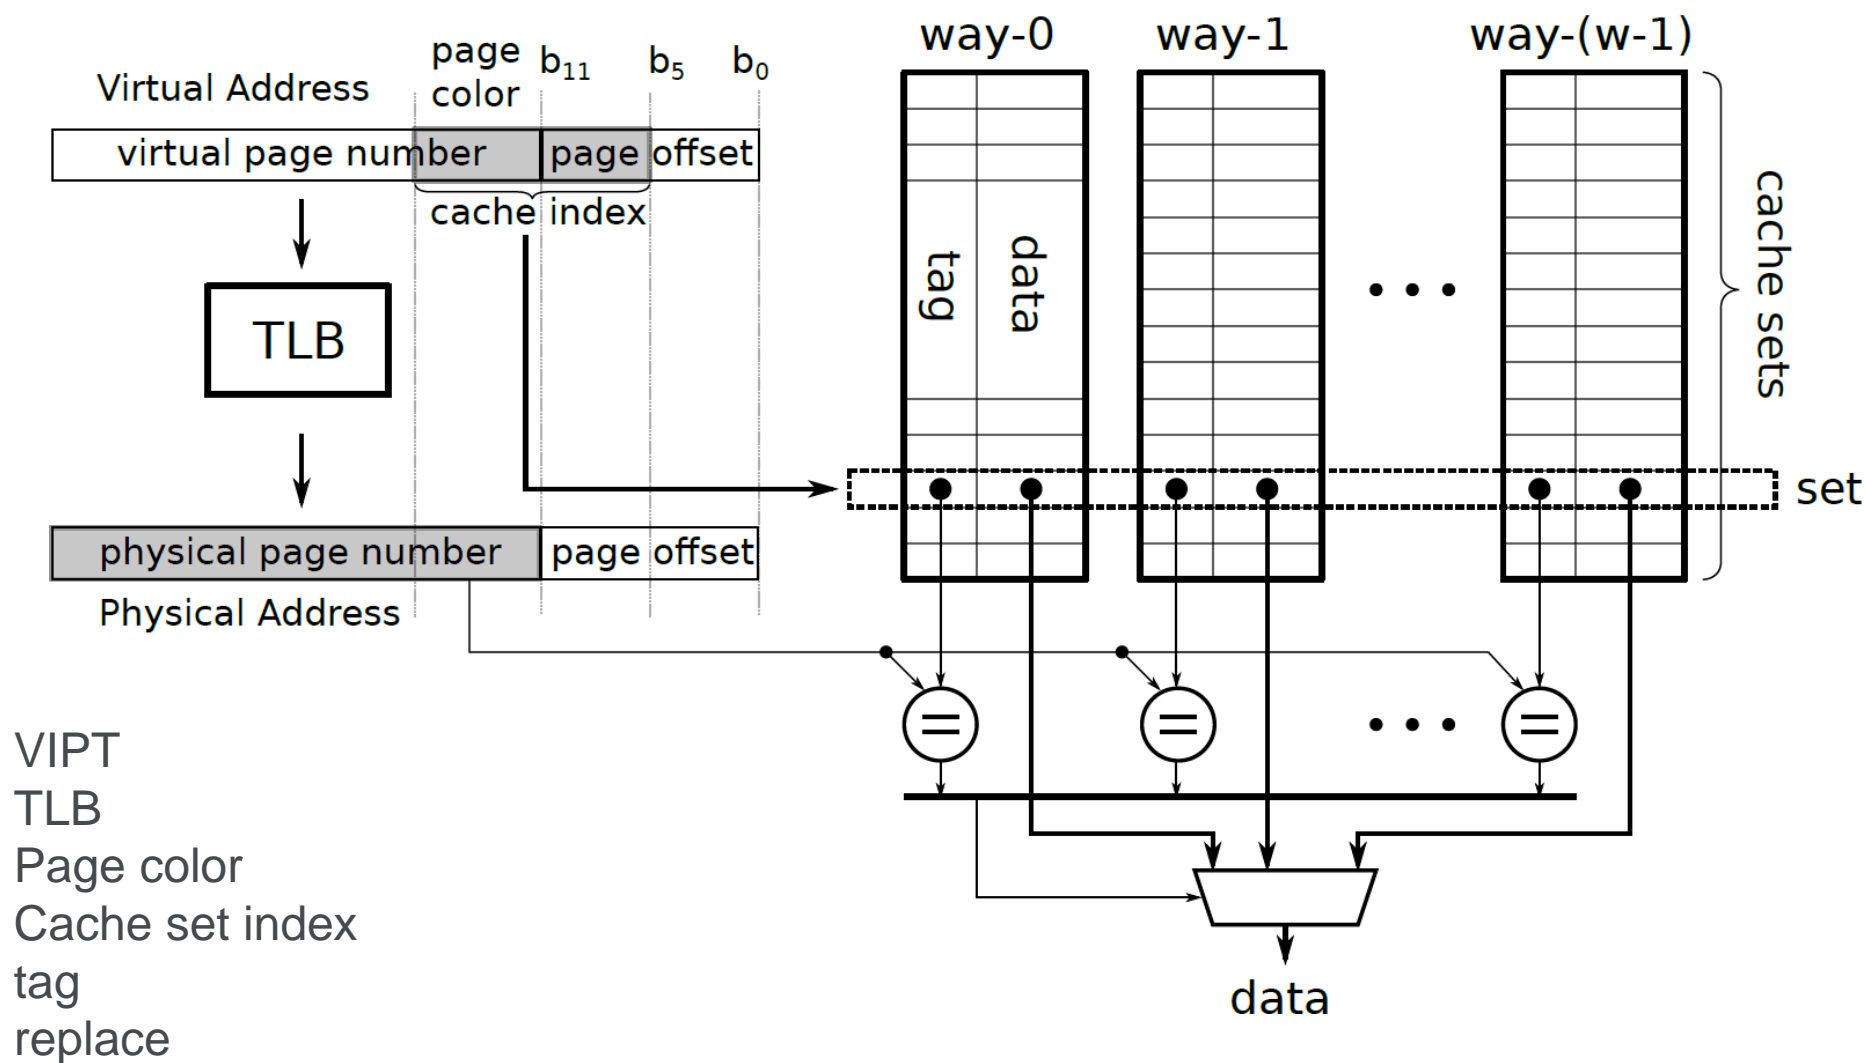 page
color
b11
b5
b0
Virtual Address
virtual page number
page offset
cache index
TLB
physical page number
page offset
Physical Address
way-0
way-1
way-(w-1)
tag
data
cache sets
set
=
=
=
data
VIPT
TLB
Page color
Cache set index
tag
replace